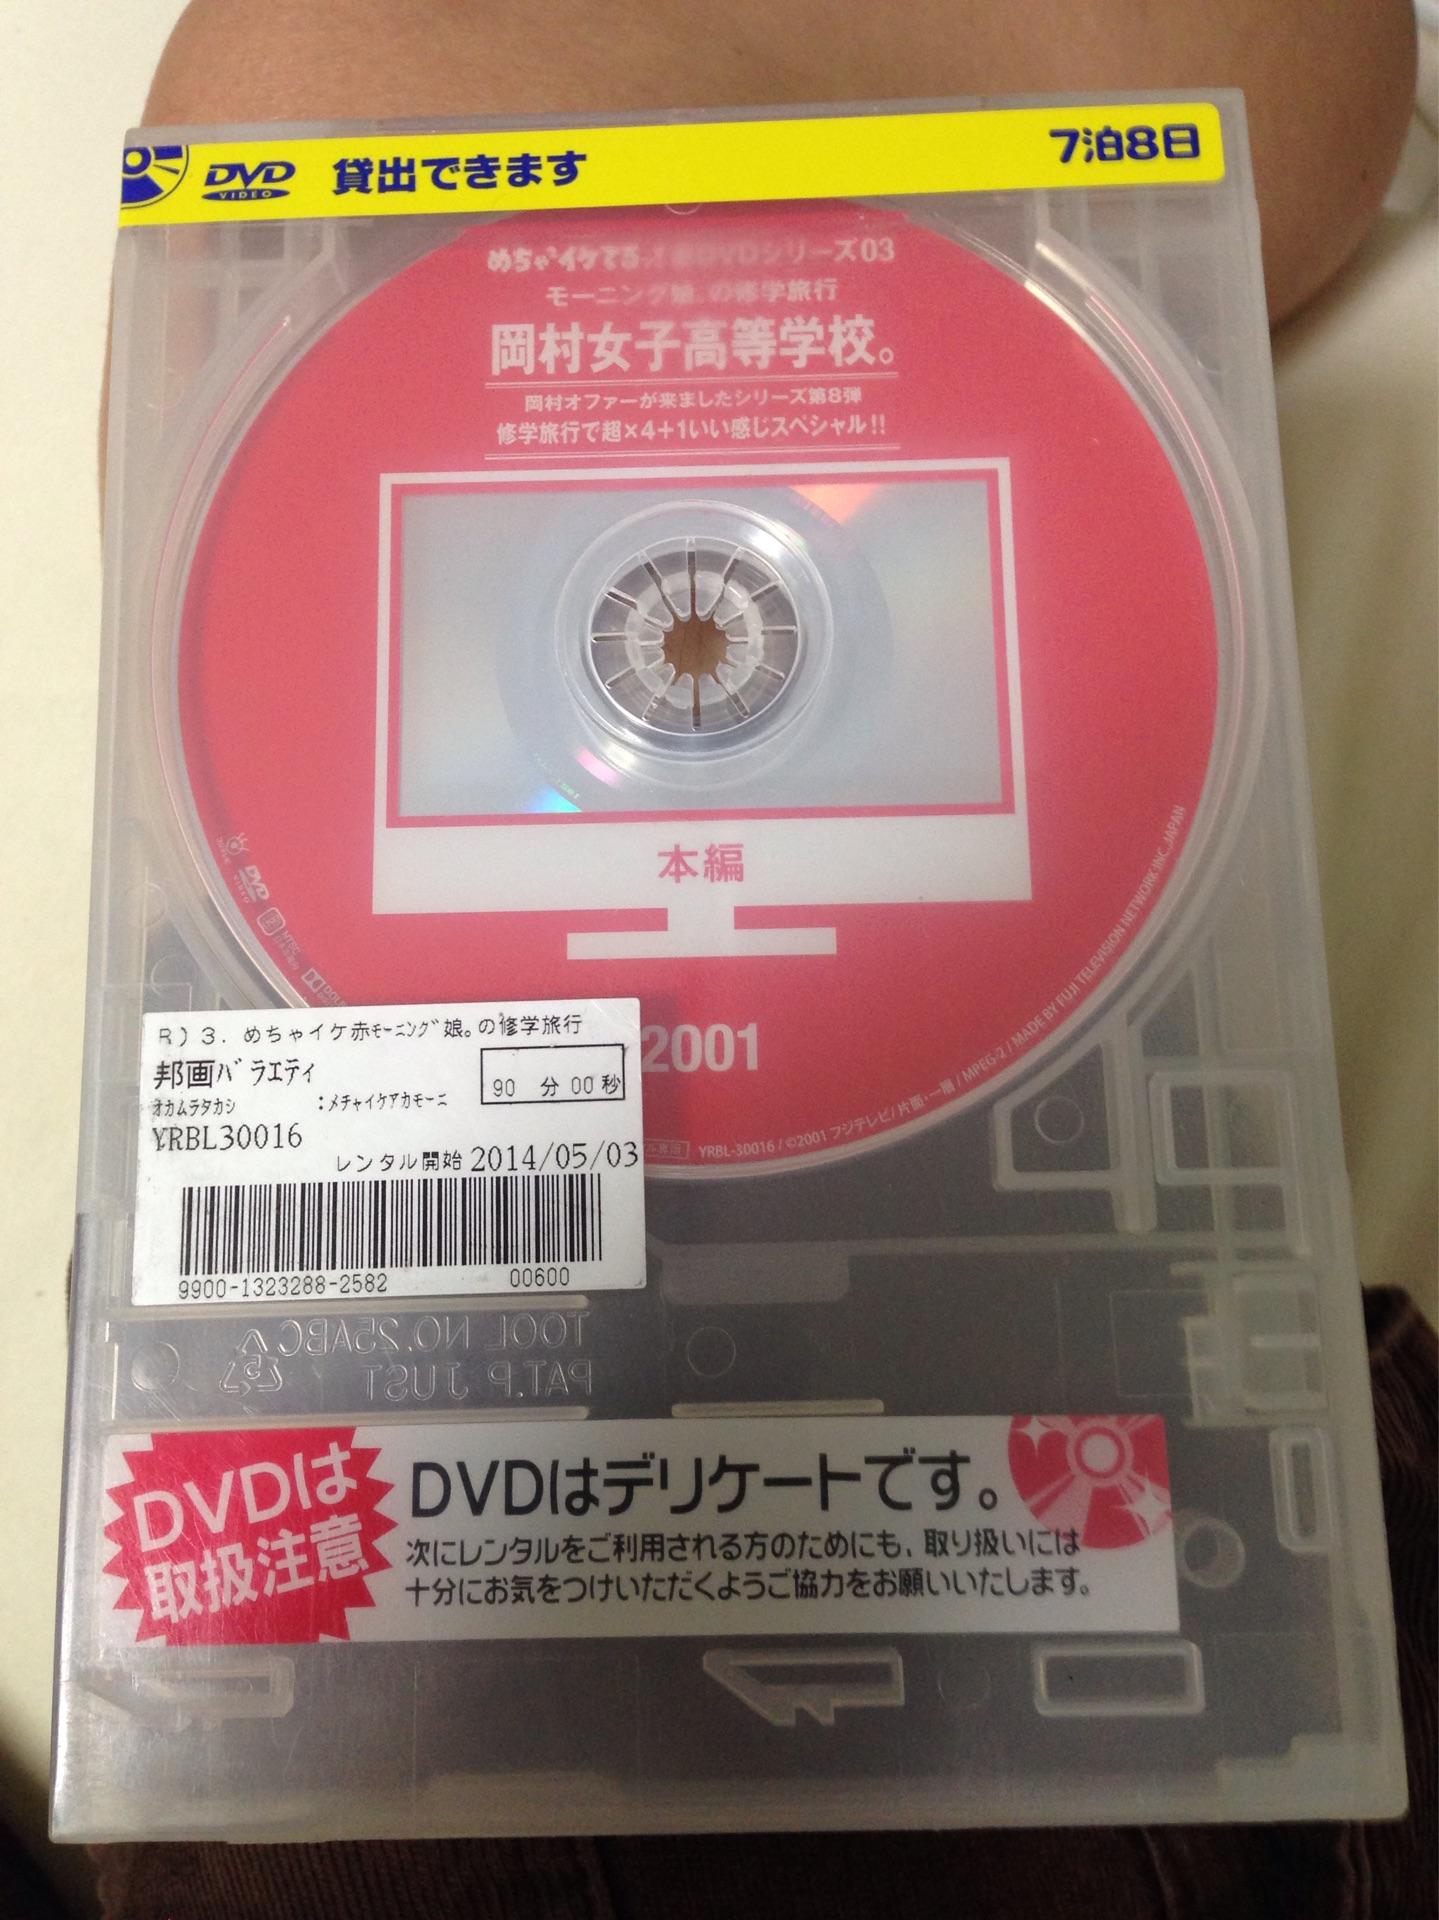 DVD VIDEO 貸出できます 7泊8日
めちゃイケてるッ!赤DVDシリーズ03
モーニング娘。の修学旅行
岡村女子高等学校。
岡村オファーが来ましたシリーズ第8弾
修学旅行で超×4+1いい感じスペシャル!!
本編
2001
DVD VIDEO
YRBL-30016/©2001 フジテレビ/片面・一層/MPEG-2/MADE BY FUJI TELEVISION NETWORK INC.JAPAN
R)3. めちゃイケ赤モーニング娘。の修学旅行
邦画バラエティ
90 分 00 秒
オカムラタカシ :メチャイケアカモーニ
YRBL30016
レンタル開始 2014/05/03
9900-1323288-2582 00600
TOOL NO.25ABC
PAT.P JUST
DVDは
取扱注意
DVDはデリケートです。
次にレンタルをご利用される方のためにも、取り扱いには
十分にお気をつけいただくようご協力をお願いいたします。